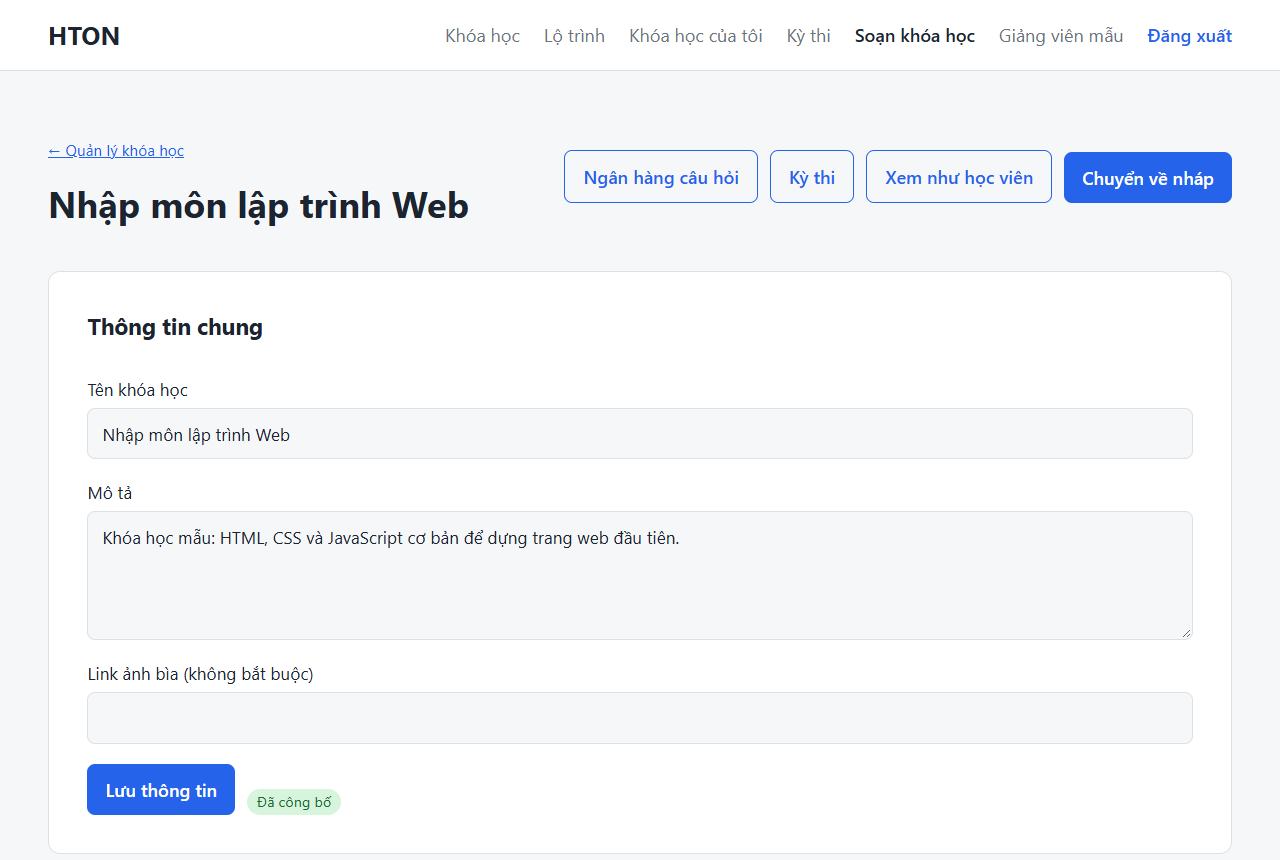 HTON
Khóa học Lộ trình Khóa học của tôi Kỳ thi Soạn khóa học Giảng viên mẫu Đăng xuất
← Quản lý khóa học
Nhập môn lập trình Web
Ngân hàng câu hỏi Kỳ thi Xem như học viên Chuyển về nháp
Thông tin chung
Tên khóa học
Nhập môn lập trình Web
Mô tả
Khóa học mẫu: HTML, CSS và JavaScript cơ bản để dựng trang web đầu tiên.
Link ảnh bìa (không bắt buộc)
Lưu thông tin Đã công bố